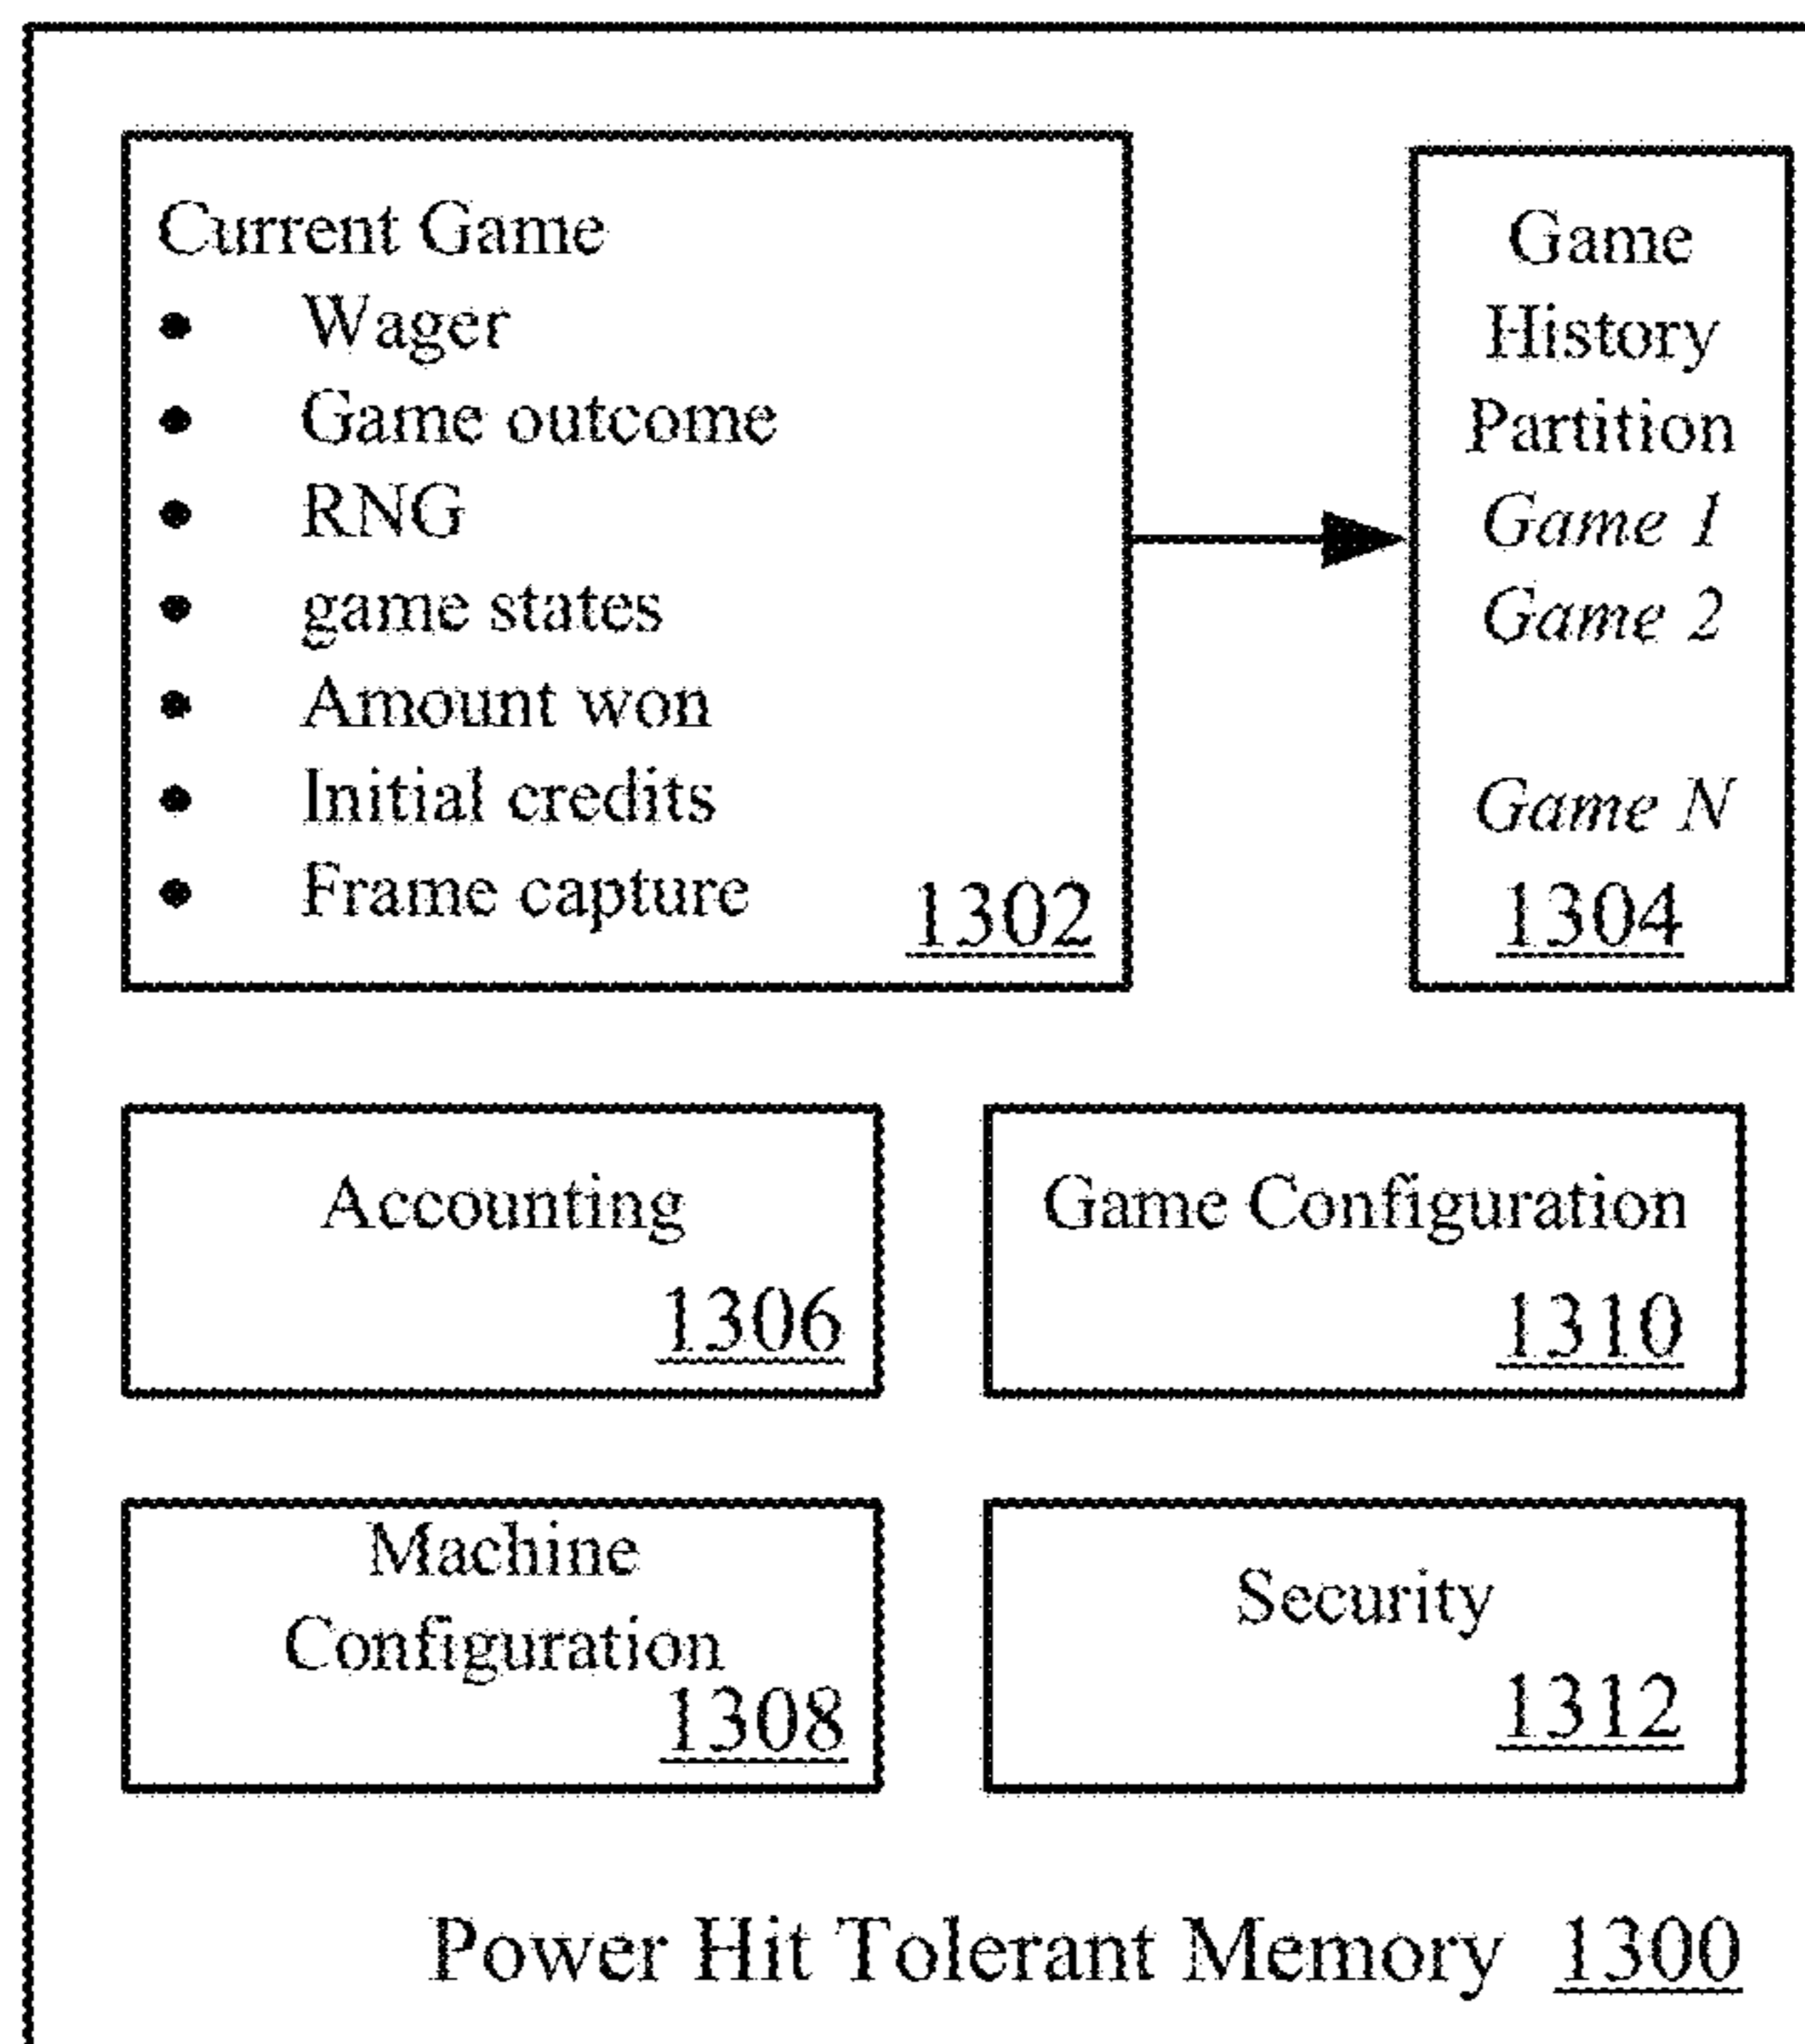 Current Game
• Wager
• Game outcome
• RNG
• game states
• Amount won
• Initial credits
• Frame capture
1302
Game
History
Partition
Game 1
Game 2
Game N
1304
Accounting
1306
Game Configuration
1310
Machine
Configuration
1308
Security
1312
Power Hit Tolerant Memory 1300